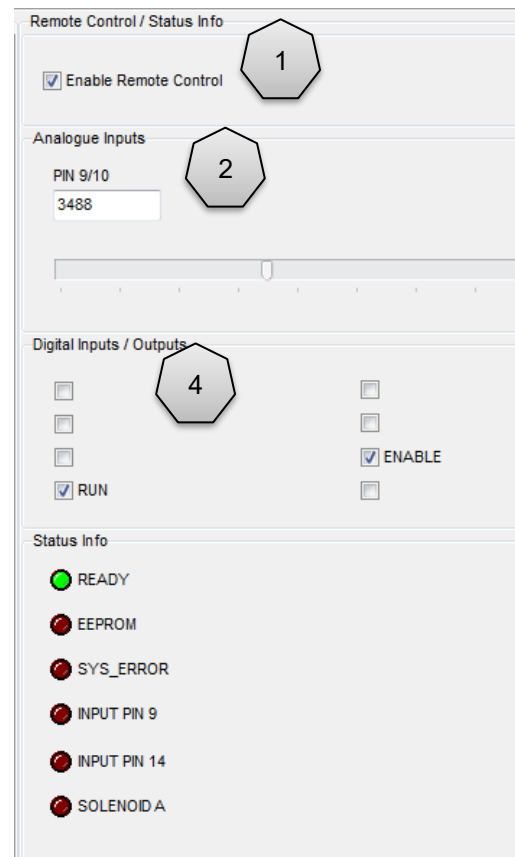 Remote Control / Status Info
1
Enable Remote Control
Analogue Inputs
2
PIN 9/10
3488
Digital Inputs / Outputs
4
ENABLE
RUN
Status Info
READY
EEPROM
SYS_ERROR
INPUT PIN 9
INPUT PIN 14
SOLENOID A